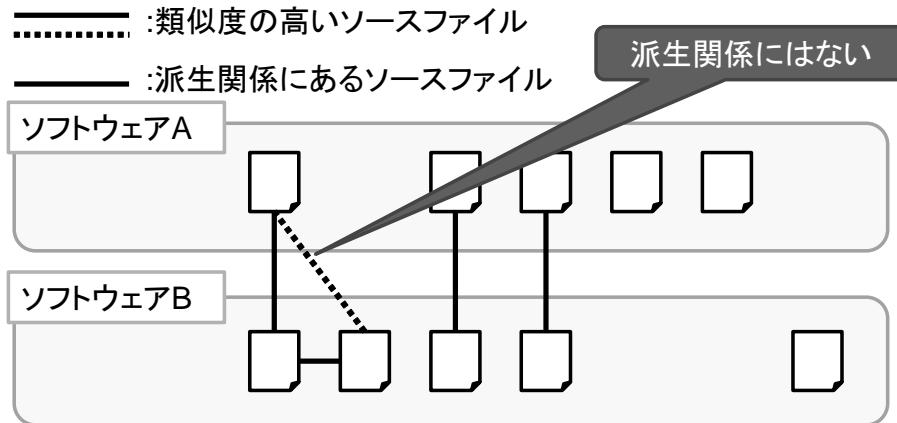 :類似度の高いソースファイル
派生関係にはない
:派生関係にあるソースファイル
ソフトウェアA
ソフトウェアB